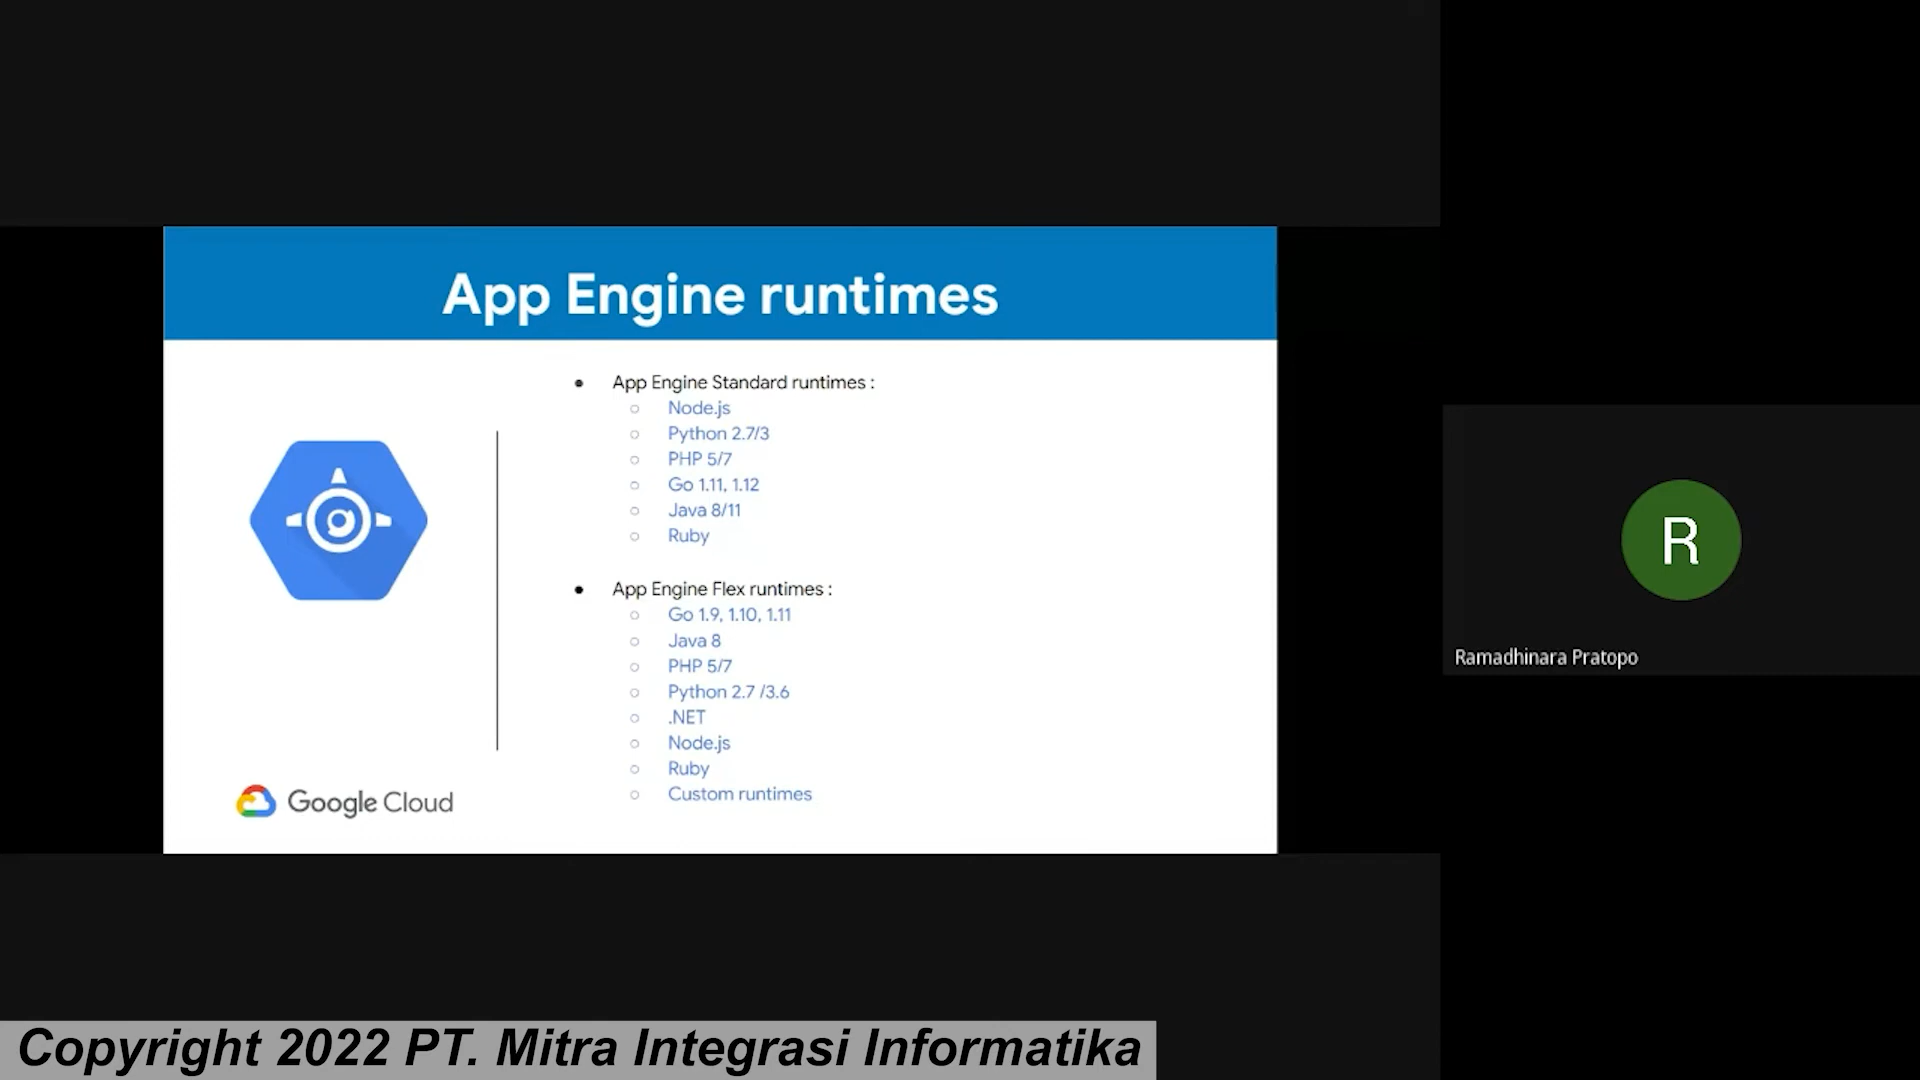 App Engine runtimes
App Engine Standard runtimes :
Node.js
Python 2.7/3
PHP 5/7
Go 1.11, 1.12
Java 8/11
Ruby
App Engine Flex runtimes :
Go 1.9, 1.10, 1.11
Java 8
PHP 5/7
Python 2.7 /3.6
.NET
Node.js
Ruby
Custom runtimes
Google Cloud
R
Ramadhinara Pratopo
Copyright 2022 PT. Mitra Integrasi Informatika